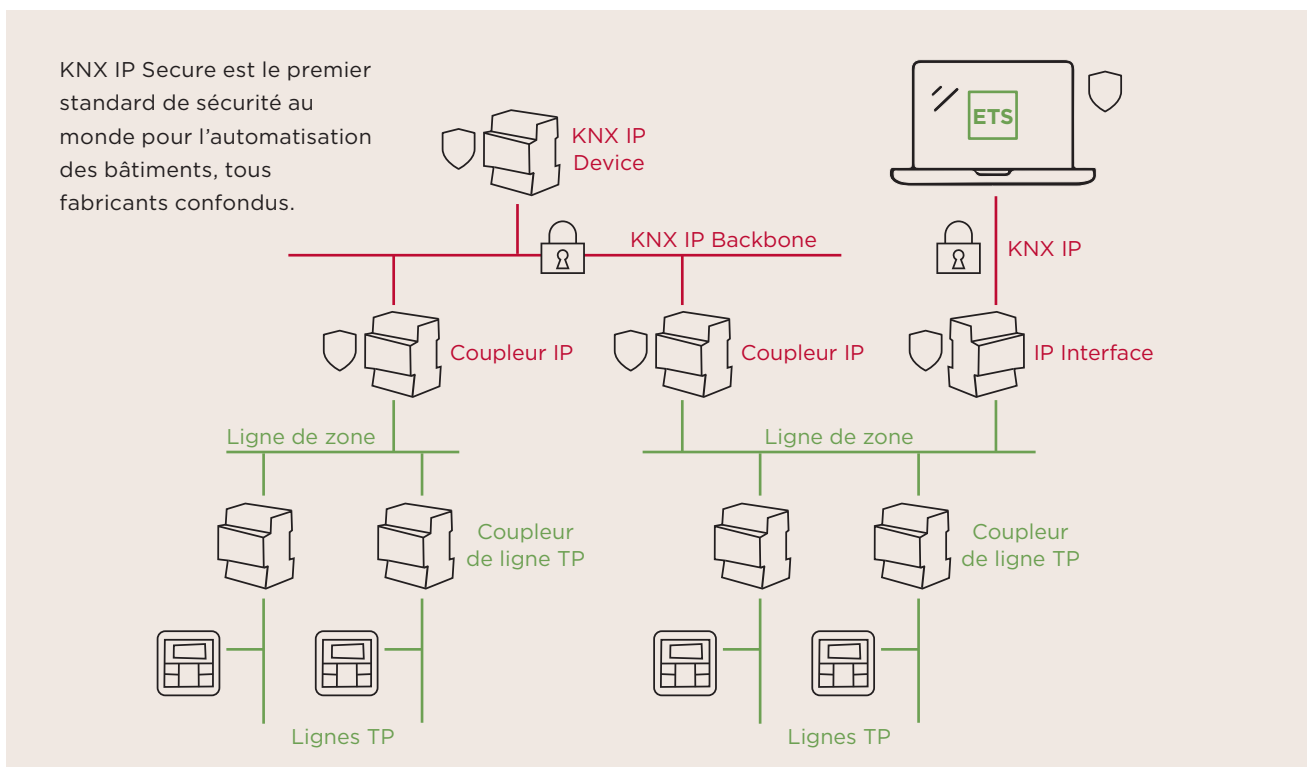 KNX IP Secure est le premier
standard de sécurité au
monde pour l'automatisation
des bâtiments, tous
fabricants confondus.
ETS
KNX IP
Device
KNX IP Backbone
KNX IP
Coupleur IP
Coupleur IP
IP Interface
Ligne de zone
Ligne de zone
Coupleur
de ligne TP
Coupleur
de ligne TP
Lignes TP
Lignes TP